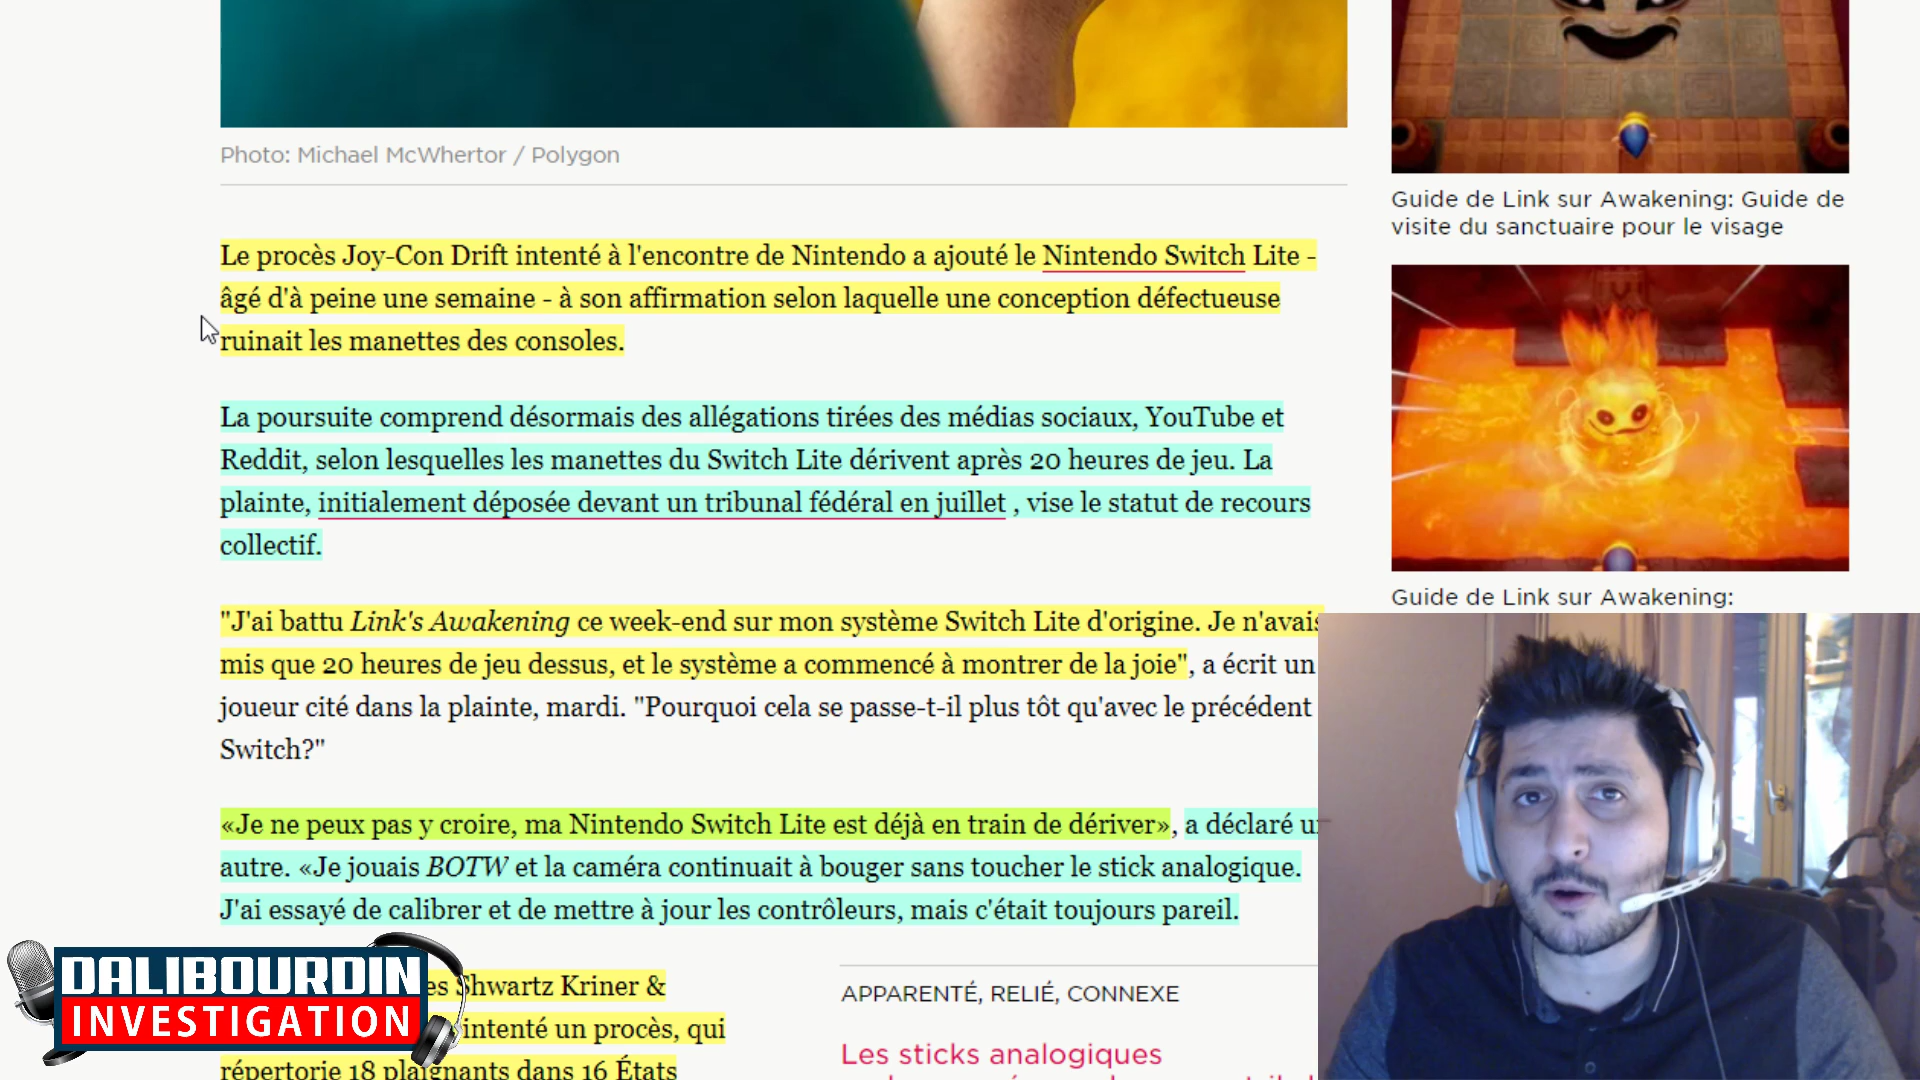 Photo: Michael McWhertor / Polygon
Le procès Joy-Con Drift intenté à l'encontre de Nintendo a ajouté le Nintendo Switch Lite -
âgé d'à peine une semaine - à son affirmation selon laquelle une conception défectueuse
ruinait les manettes des consoles.
La poursuite comprend désormais des allégations tirées des médias sociaux, YouTube et
Reddit, selon lesquelles les manettes du Switch Lite dérivent après 20 heures de jeu. La
plainte, initialement déposée devant un tribunal fédéral en juillet , vise le statut de recours
collectif.
"J'ai battu Link's Awakening ce week-end sur mon système Switch Lite d'origine. Je n'avais
mis que 20 heures de jeu dessus, et le système a commencé à montrer de la joie", a écrit un
joueur cité dans la plainte, mardi. "Pourquoi cela se passe-t-il plus tôt qu'avec le précédent
Switch?"
«Je ne peux pas y croire, ma Nintendo Switch Lite est déjà en train de dériver», a déclaré
autre. «Je jouais BOTW et la caméra continuait à bouger sans toucher le stick analogique.
J'ai essayé de calibrer et de mettre à jour les contrôleurs, mais c'était toujours pareil.
Shwartz Kriner &
intenté un procès, qui
répertorie 18 plaignants dans 16 États
APPARENTÉ, RELIÉ, CONNEXE
Les sticks analogiques
Guide de Link sur Awakening: Guide de
visite du sanctuaire pour le visage
Guide de Link sur Awakening:
DALIBOURDIN
INVESTIGATION